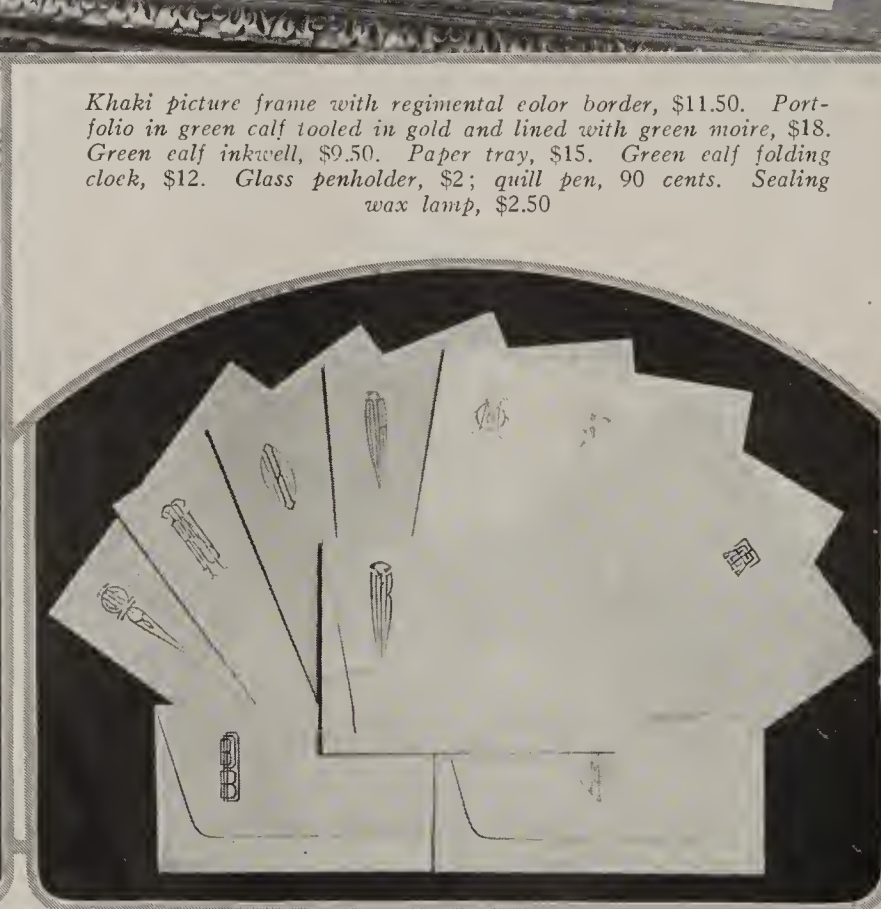 Khaki picture frame with regimental color border, $11.50. Port-
folio in green calf tooled in gold and lined with green moire, $18.
Green calf inkwell, $9.50. Paper tray, $15. Green calf folding
clock, $12. Glass penholder, $2; quill pen, 90 cents. Sealing
wax lamp, $2.50